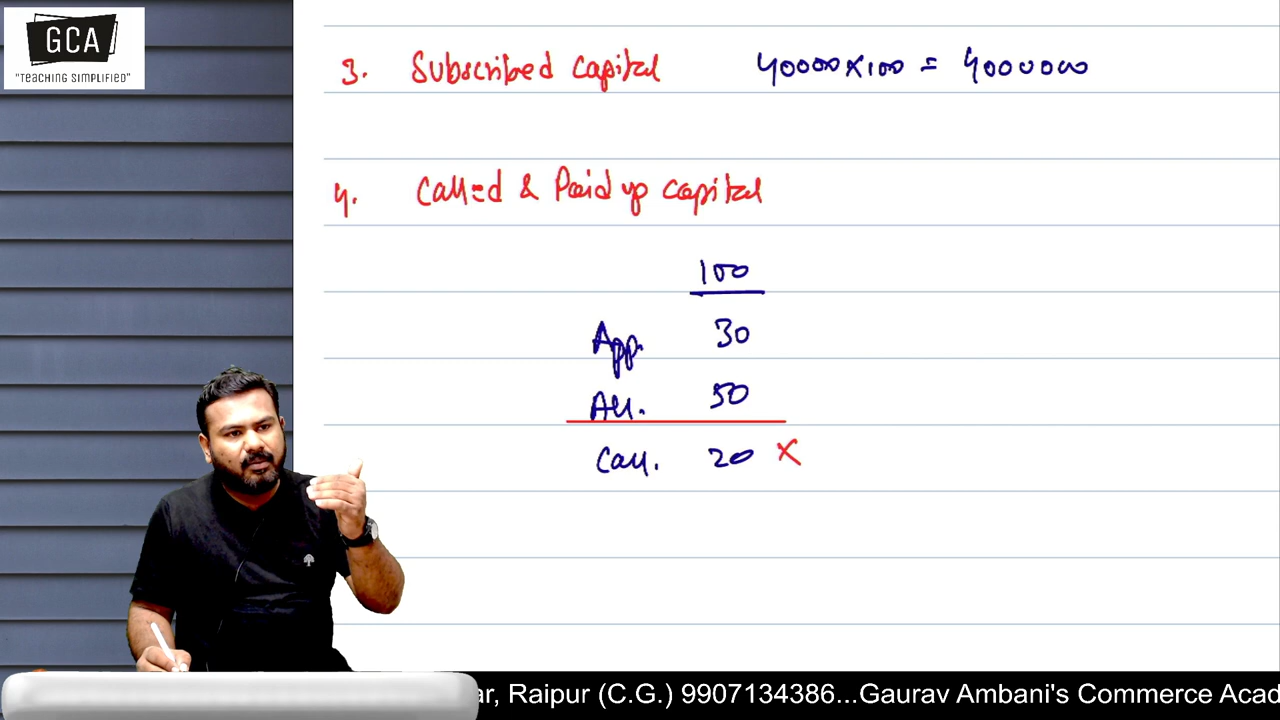 GCA
"TEACHING SIMPLIFIED"
3. Subscribed Capital 40000 × 100 = 4000000
4. Called & Paid up Capital
100
App. 30
All. 50
Call. 20 ×
ar, Raipur (C.G.) 9907134386...Gaurav Ambani's Commerce Acad